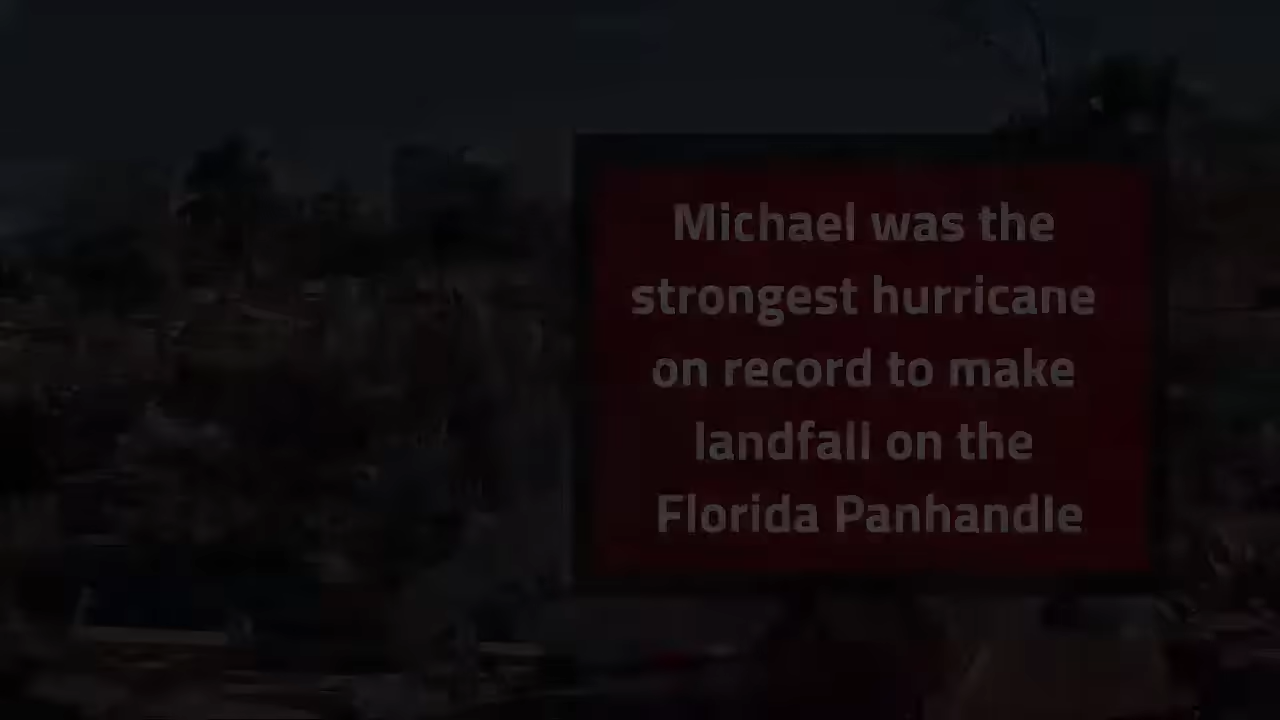 Michael was the
strongest hurricane
on record to make
landfall on the
Florida Panhandle